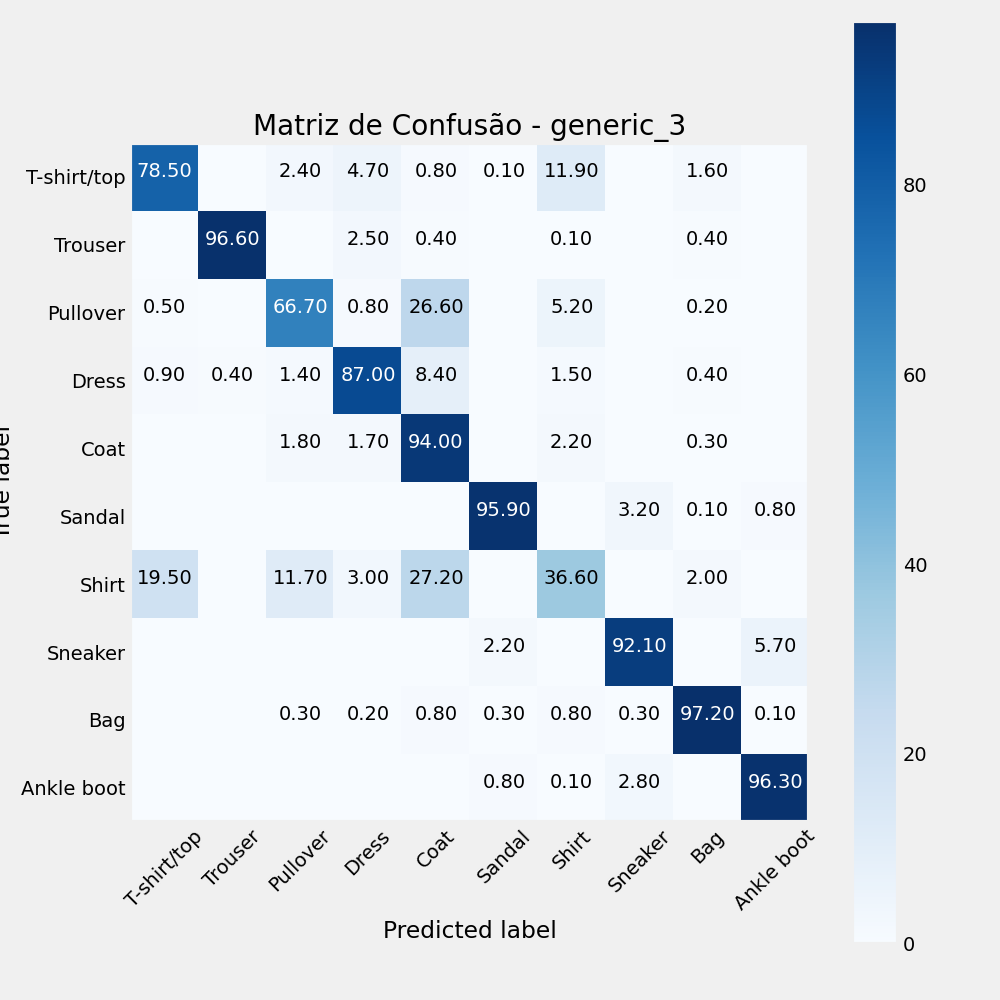 Matriz de Confusão - generic_3
T-shirt/top 78.50 2.40 4.70 0.80 0.10 11.90 1.60
Trouser 96.60 2.50 0.40 0.10 0.40
Pullover 0.50 66.70 0.80 26.60 5.20 0.20
Dress 0.90 0.40 1.40 87.00 8.40 1.50 0.40
Coat 1.80 1.70 94.00 2.20 0.30
Sandal 95.90 3.20 0.10 0.80
Shirt 19.50 11.70 3.00 27.20 36.60 2.00
Sneaker 2.20 92.10 5.70
Bag 0.30 0.20 0.80 0.30 0.80 0.30 97.20 0.10
Ankle boot 0.80 0.10 2.80 96.30
T-shirt/top Trouser Pullover Dress Coat Sandal Shirt Sneaker Bag Ankle boot
Predicted label
True label
80
60
40
20
0